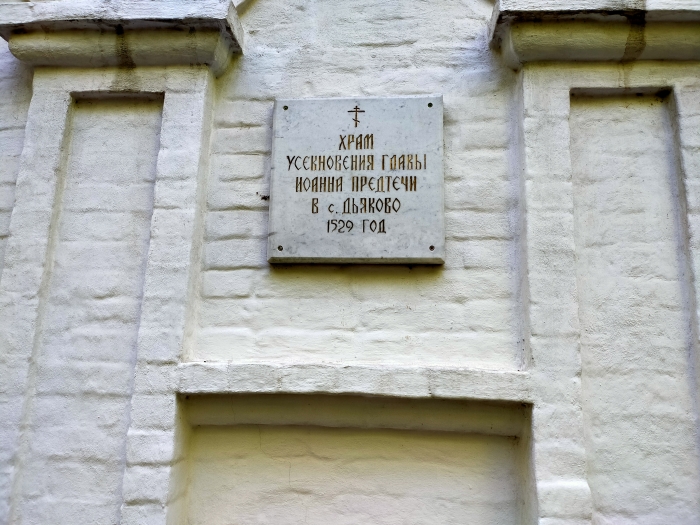 ХРАМ
УСЕКНОВЕНИЯ ГЛАВЫ
ИОАННА ПРЕДТЕЧИ
В с. ДЬЯКОВО
1529 ГОД